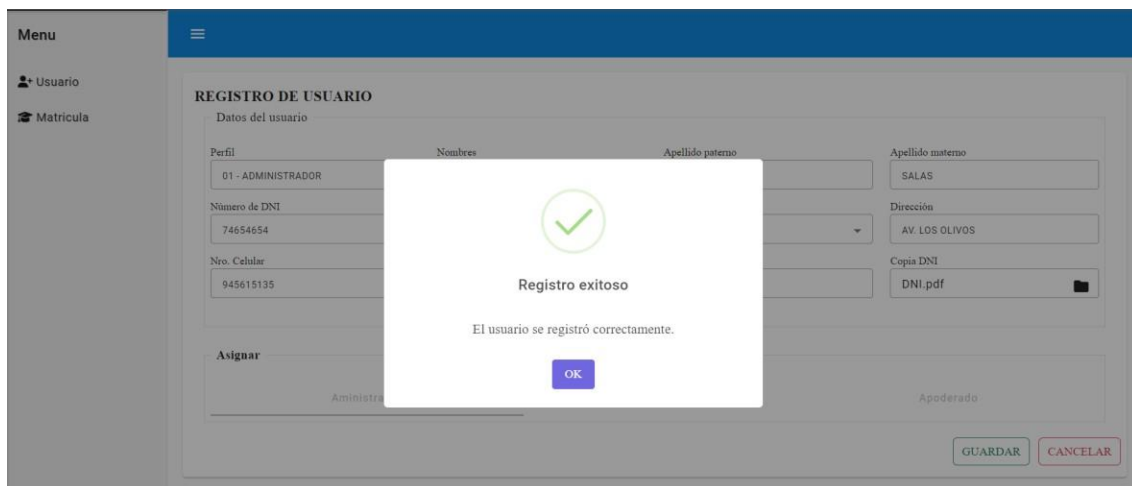 Menu
Usuario
Matricula
REGISTRO DE USUARIO
Datos del usuario
Perfil Nombres Apellido paterno Apellido materno
01 - ADMINISTRADOR SALAS
Número de DNI Dirección
74654654 AV. LOS OLIVOS
Nro. Celular Copia DNI
945615135 DNI.pdf
Registro exitoso
El usuario se registró correctamente.
OK
Asignar
Aministra Apoderado
GUARDAR CANCELAR